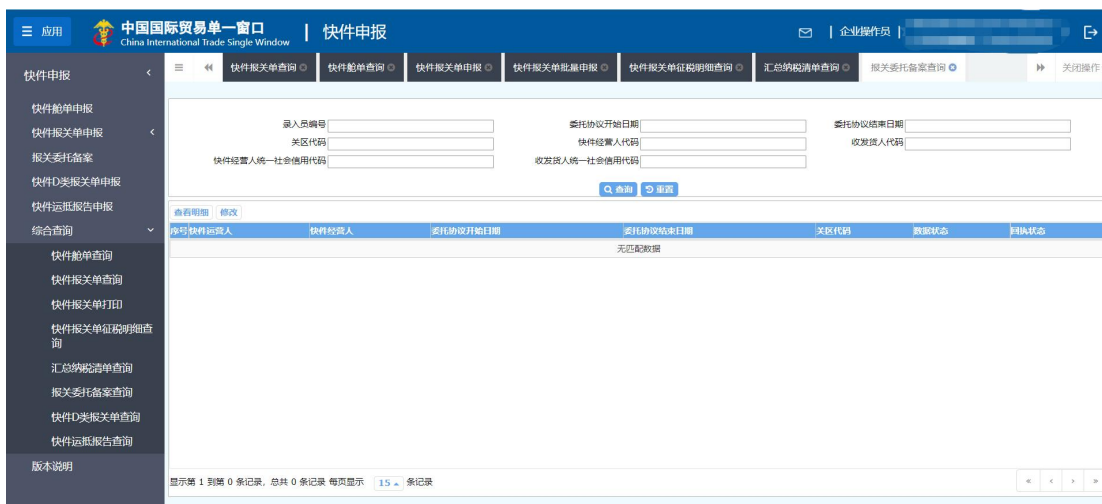 应用
中国国际贸易单一窗口
China International Trade Single Window
快件申报
企业操作员
快件申报
快件报关单查询
快件舱单查询
快件报关单申报
快件报关单批量申报
快件报关单征税明细查询
汇总纳税清单查询
报关委托备案查询
关闭操作
快件舱单申报
快件报关单申报
报关委托备案
快件D类报关单申报
快件运抵报告申报
综合查询
快件舱单查询
快件报关单查询
快件报关单打印
快件报关单征税明细查
询
汇总纳税清单查询
报关委托备案查询
快件D类报关单查询
快件运抵报告查询
版本说明
录入员编号 委托协议开始日期 委托协议结束日期
关区代码 快件经营人代码 收发货人代码
快件经营人统一社会信用代码 收发货人统一社会信用代码
查询 重置
查看明细 修改
序号 快件运营人 快件经营人 委托协议开始日期 委托协议结束日期 关区代码 数据状态 回执状态
无匹配数据
显示第 1 到第 0 条记录, 总共 0 条记录 每页显示 15 条记录